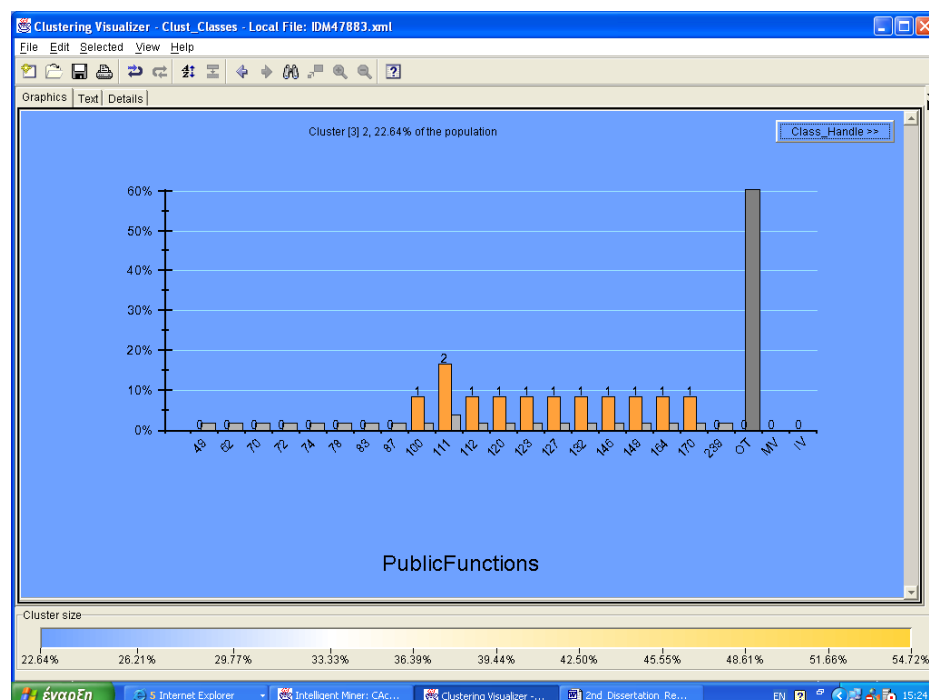 Clustering Visualizer - Clust_Classes - Local File: IDM47883.xml
File Edit Selected View Help
Graphics Text Details
Cluster [3] 2, 22.64% of the population
Class_Handle >>
60%
50%
40%
30%
20%
10%
0%
0 0 0 0 0 0 0 0 1 2 1 1 1 1 1 1 1 1 1 0 0 0 0
49 62 70 72 74 78 83 87 100 111 112 120 123 127 132 146 149 164 170 239 OT MV IV
PublicFunctions
Cluster size
22.64% 26.21% 29.77% 33.33% 36.39% 39.44% 42.50% 45.55% 48.61% 51.66% 54.72%
έναρξη 5 Internet Explorer Intelligent Miner: CAc... Clustering Visualizer -... 2nd_Dissertation_Re... EN 15:24